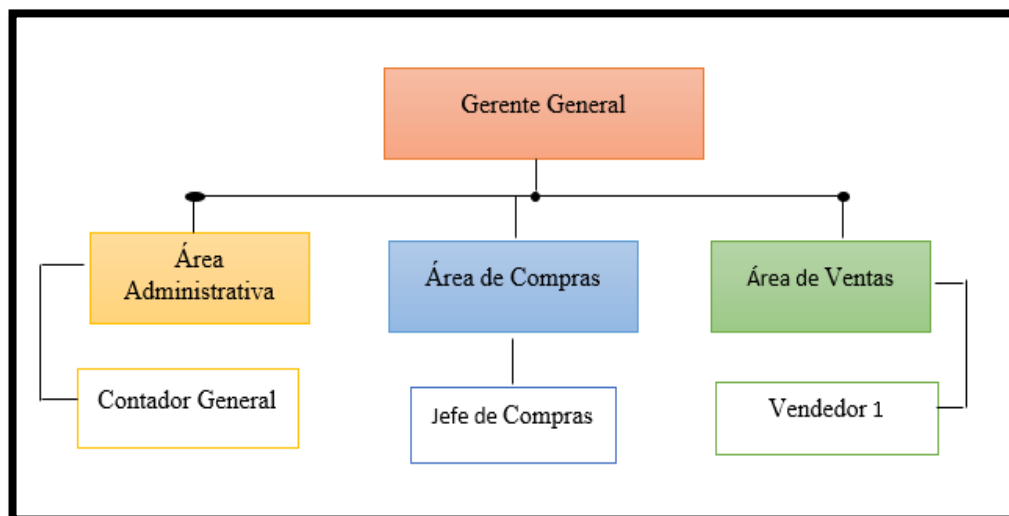 Gerente General
Área
Administrativa
Área de Compras
Área de Ventas
Contador General
Jefe de Compras
Vendedor 1